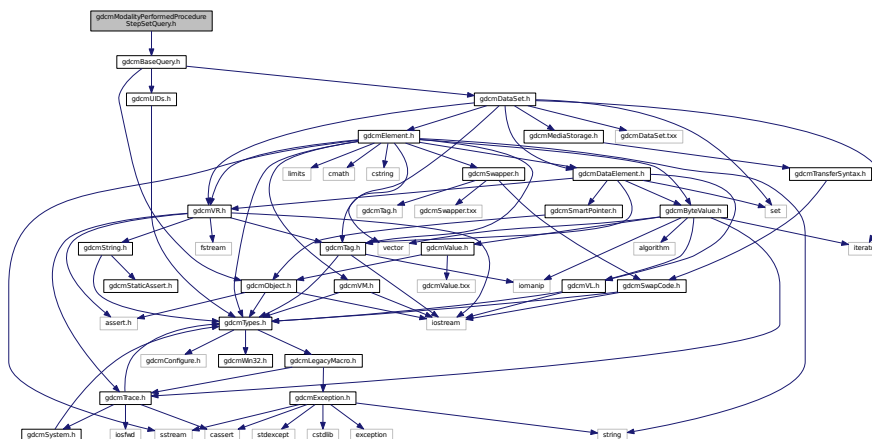 gdcmModalityPerformedProcedure
StepSetQuery.h
gdcmBaseQuery.h
gdcmUIDs.h
gdcmDataSet.h
gdcmElement.h
gdcmMediaStorage.h
gdcmDataSet.txx
limits
cmath
cstring
gdcmSwapper.h
gdcmDataElement.h
gdcmTransferSyntax.h
gdcmVR.h
gdcmTag.h
gdcmSwapper.txx
gdcmSmartPointer.h
gdcmByteValue.h
set
gdcmString.h
fstream
gdcmTag.h
vector
gdcmValue.h
algorithm
gdcmStaticAssert.h
gdcmObject.h
gdcmVM.h
gdcmValue.txx
iomanip
gdcmVL.h
gdcmSwapCode.h
assert.h
gdcmTypes.h
iostream
gdcmConfigure.h
gdcmWin32.h
gdcmLegacyMacro.h
gdcmTrace.h
gdcmException.h
gdcmSystem.h
iosfwd
sstream
cassert
stdexcept
cstdlib
exception
string